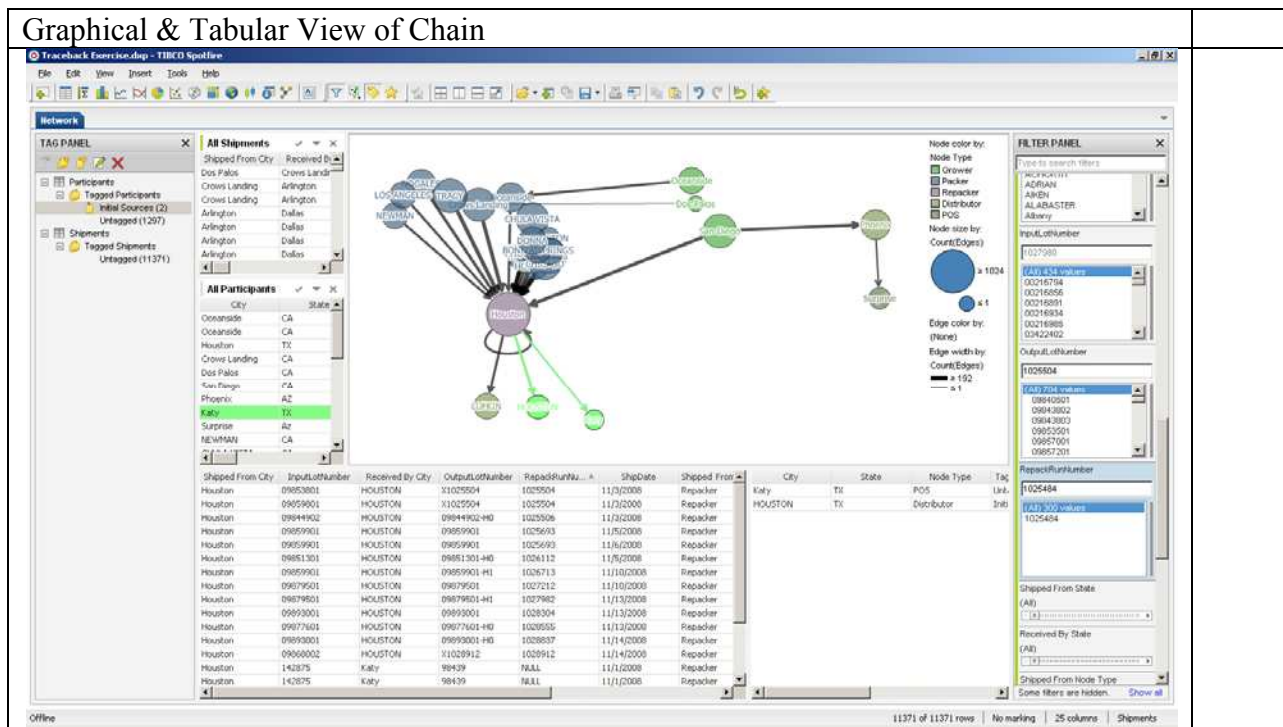 Graphical & Tabular View of Chain
Traceback Exercise.dxp - TIBCO Spotfire
File Edit View Insert Tools Help
Network
TAG PANEL
Participants
Tagged Participants
Initial Sources (2)
Untagged (1297)
Shipments
Tagged Shipments
Untagged (11371)
All Shipments
Shipped From City Received By
Dos Palos Crows Landir
Crows Landing Arlington
Crows Landing Arlington
Arlington Dallas
Arlington Dallas
Arlington Dallas
Arlington Dallas
All Participants
City State
Oceanside CA
Oceanside CA
Houston TX
Crows Landing CA
Dos Palos CA
San Diego CA
Phoenix AZ
Katy TX
Surprise Az
NEWMAN CA
CHULA VISTA CA
LOS ANGELES
TRACY
Oceanside
NEWMAN
CHULA VISTA
DONNA
Oceanside
Dos Palos
San Diego
Phoenix
Surprise
Houston
Node color by:
Node Type
Grower
Packer
Repacker
Distributor
POS
Node size by:
Count(Edges)
≥ 1024
≤ 1
Edge color by:
(None)
Edge width by:
Count(Edges)
≥ 192
≤ 1
FILTER PANEL
Type to search filters
ADRIAN
AIKEN
ALABASTER
Albany
InputLotNumber
1027980
(All) 434 values
00216794
00216856
00216891
00216934
00216986
03422402
OutputLotNumber
1025504
(All) 704 values
09840501
09843802
09843803
09853501
09857001
09857201
RepackRunNumber
1025484
(All) 300 values
1025484
Shipped From State
(All)
Received By State
(All)
Shipped From Node Type
Some filters are hidden. Show all
Shipped From City InputLotNumber Received By City OutputLotNumber RepackRunNu... ShipDate Shipped From
Houston 09853801 HOUSTON X1025504 1025504 11/3/2008 Repacker
Houston 09859001 HOUSTON X1025504 1025504 11/3/2008 Repacker
Houston 09844902 HOUSTON 09844902-H0 1025506 11/3/2008 Repacker
Houston 09859901 HOUSTON 09859901 1025693 11/5/2008 Repacker
Houston 09859901 HOUSTON 09859901 1025693 11/6/2008 Repacker
Houston 09851301 HOUSTON 09851301-H0 1026112 11/5/2008 Repacker
Houston 09859901 HOUSTON 09859901-H1 1026713 11/10/2008 Repacker
Houston 09879501 HOUSTON 09879501 1027212 11/10/2008 Repacker
Houston 09879501 HOUSTON 09879501-H1 1027982 11/13/2008 Repacker
Houston 09893001 HOUSTON 09893001 1028304 11/13/2008 Repacker
Houston 09877601 HOUSTON 09877601-H0 1028555 11/13/2008 Repacker
Houston 09893001 HOUSTON 09893001-H0 1028837 11/14/2008 Repacker
Houston 09868002 HOUSTON X1028912 1028912 11/14/2008 Repacker
Houston 142875 Katy 98439 NULL 11/1/2008 Repacker
Houston 142875 Katy 98439 NULL 11/1/2008 Repacker
City State Node Type Tag
Katy TX POS Unt.
HOUSTON TX Distributor Initi
Offline
11371 of 11371 rows No marking 25 columns Shipments